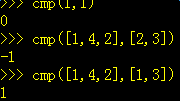 >>> cmp(1,1)
0
>>> cmp([1,4,2],[2,3])
-1
>>> cmp([1,4,2],[1,3])
1